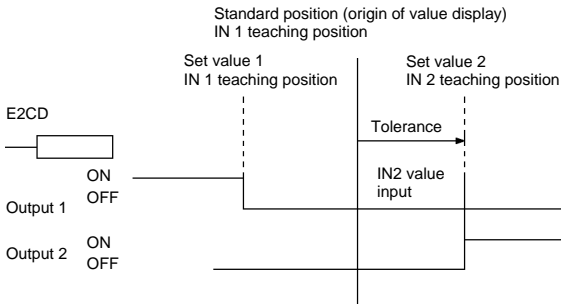 Standard position (origin of value display)
IN 1 teaching position
Set value 1
IN 1 teaching position
Set value 2
IN 2 teaching position
E2CD
Tolerance
IN2 value
input
ON
OFF
Output 1
ON
OFF
Output 2